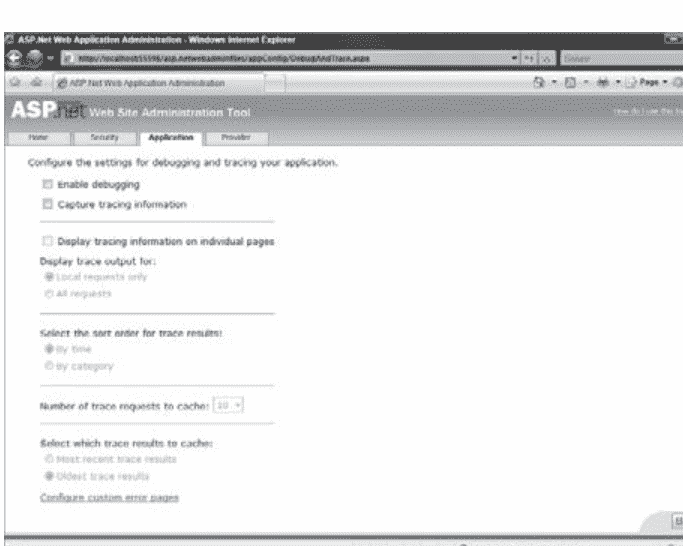 ASP.Net Web Application Administration - Windows Internet Explorer
ASP.Net Web Application Administration
Page
ASP.net Web Site Administration Tool
Home Security Application Provider
Configure the settings for debugging and tracing your application.
Enable debugging
Capture tracing information
Display tracing information on individual pages
Display trace output for:
Local requests only
All requests
Select the sort order for trace results:
By time
By category
Number of trace requests to cache: 10
Select which trace results to cache:
Most recent trace results
Oldest trace results
Configure custom error pages